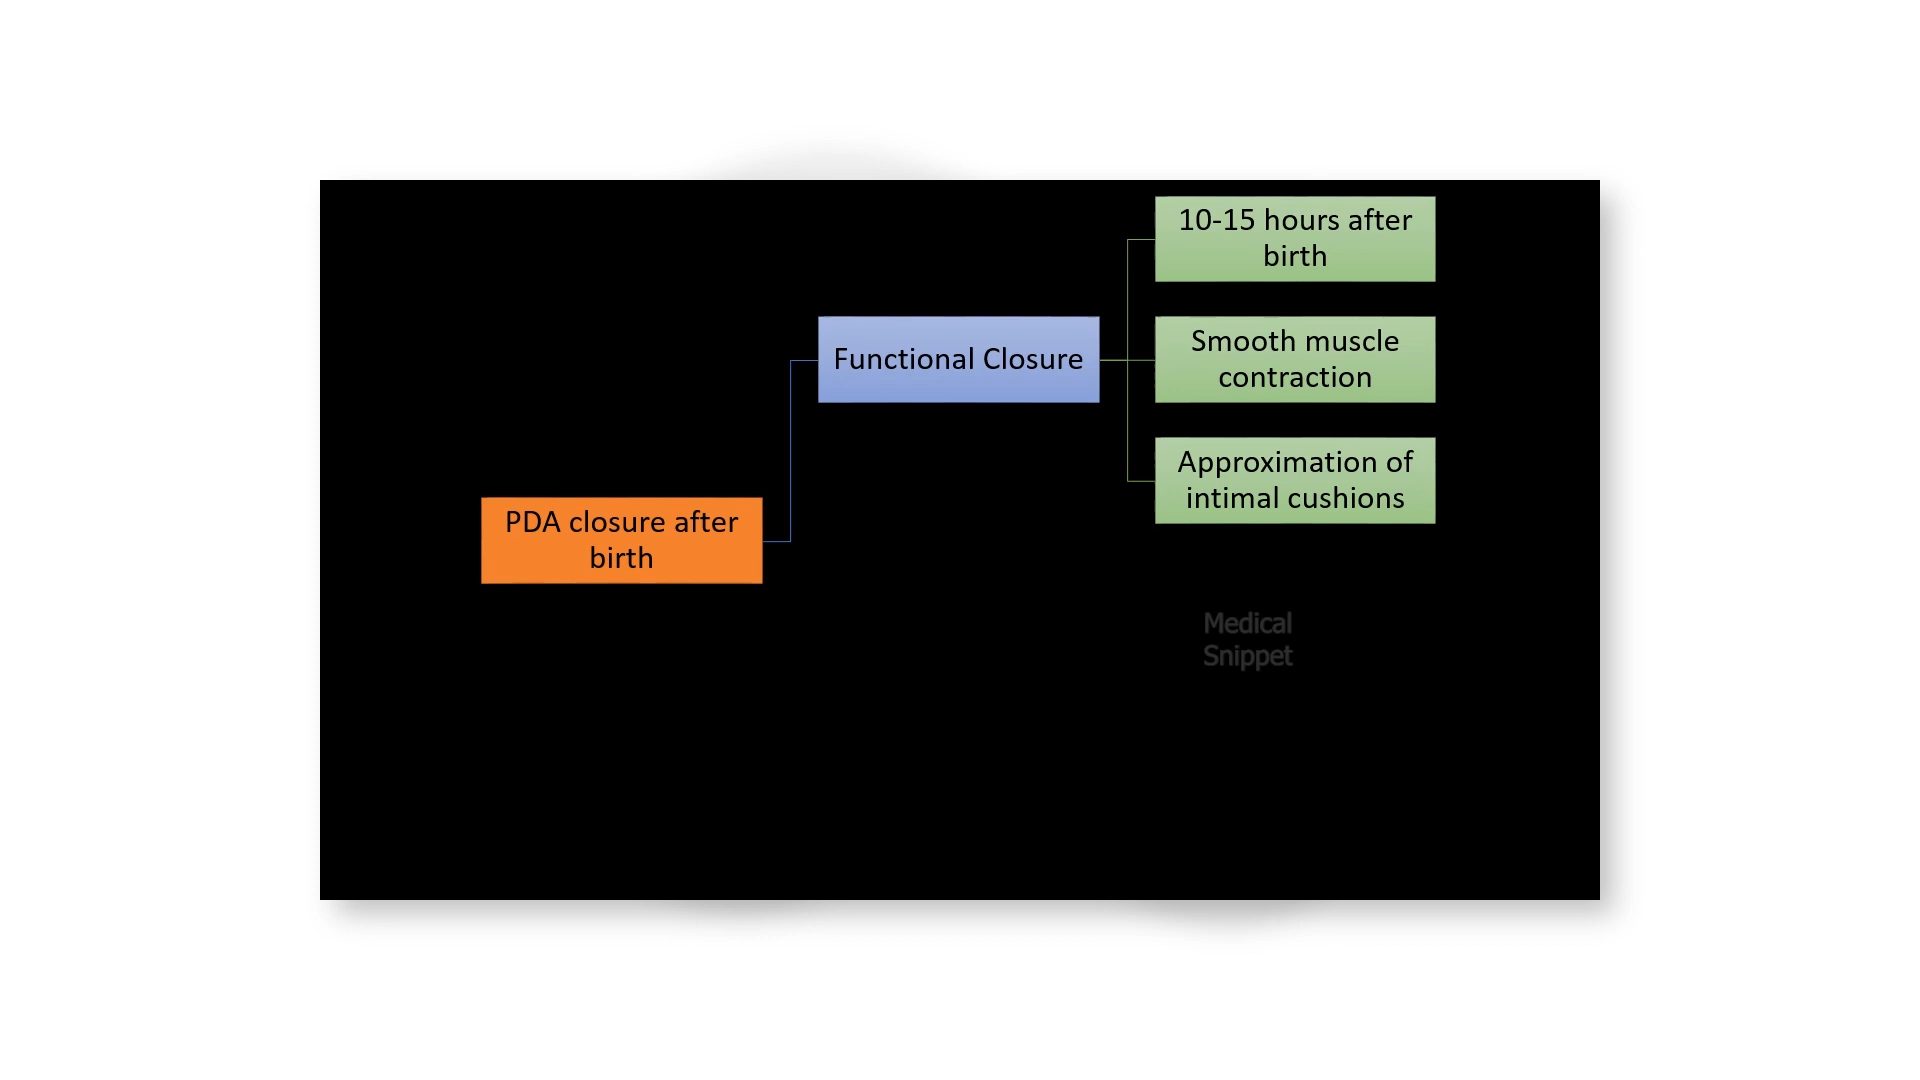 10-15 hours after
birth
Functional Closure
Smooth muscle
contraction
Approximation of
intimal cushions
PDA closure after
birth
Medical
Snippet